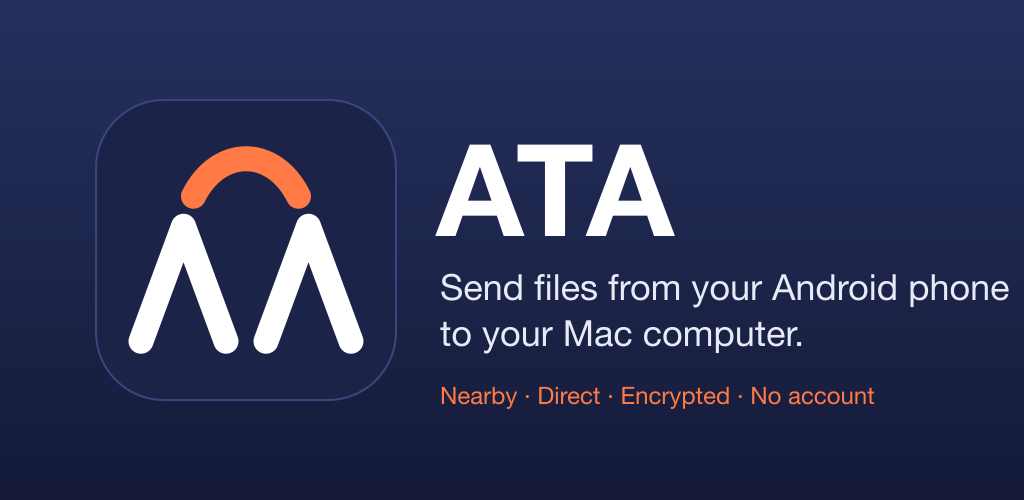 ATA
Send files from your Android phone
to your Mac computer.
Nearby · Direct · Encrypted · No account